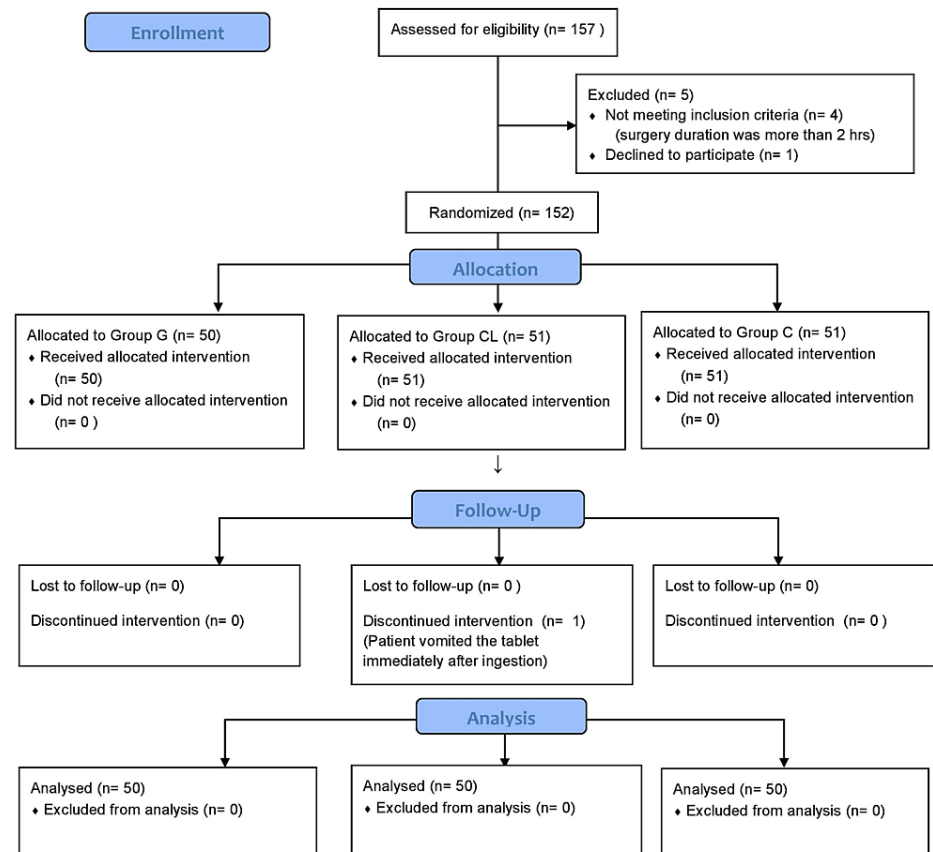 Enrollment
Assessed for eligibility (n= 157 )
Excluded (n= 5)
♦ Not meeting inclusion criteria (n= 4)
(surgery duration was more than 2 hrs)
♦ Declined to participate (n= 1)
Randomized (n= 152)
Allocation
Allocated to Group G (n= 50)
♦ Received allocated intervention
(n= 50)
♦ Did not receive allocated intervention
(n= 0 )
Allocated to Group CL (n= 51)
♦ Received allocated intervention
(n= 51)
♦ Did not receive allocated intervention
(n= 0)
Allocated to Group C (n= 51)
♦ Received allocated intervention
(n= 51)
♦ Did not receive allocated intervention
(n= 0)
↓
Follow-Up
Lost to follow-up (n= 0)
Discontinued intervention (n= 0)
Lost to follow-up (n= 0 )
Discontinued intervention (n= 1)
(Patient vomited the tablet
immediately after ingestion)
Lost to follow-up (n= 0)
Discontinued intervention (n= 0 )
Analysis
Analysed (n= 50)
♦ Excluded from analysis (n= 0)
Analysed (n= 50)
♦ Excluded from analysis (n= 0)
Analysed (n= 50)
♦ Excluded from analysis (n= 0)